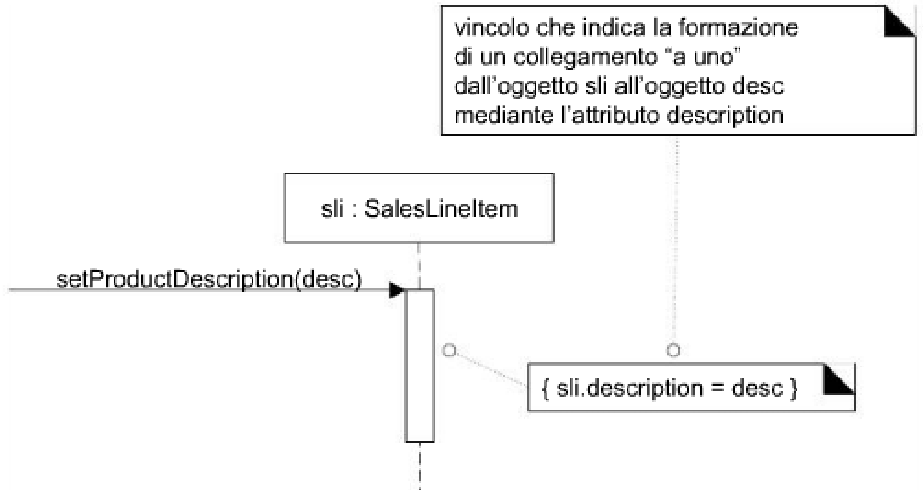 vincolo che indica la formazione
di un collegamento “a uno”
dall'oggetto sli all'oggetto desc
mediante l'attributo description
sli : SalesLineItem
setProductDescription(desc)
{ sli.description = desc }